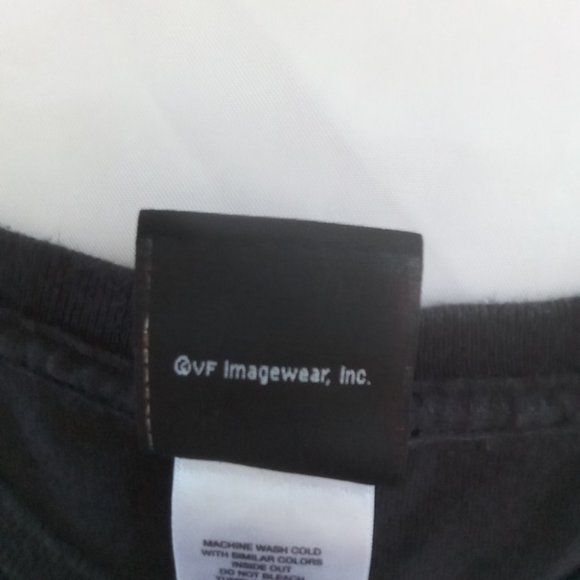 ©VF Imagewear, Inc.
MACHINE WASH COLD
WITH SIMILAR COLORS
INSIDE OUT
DO NOT BLEACH